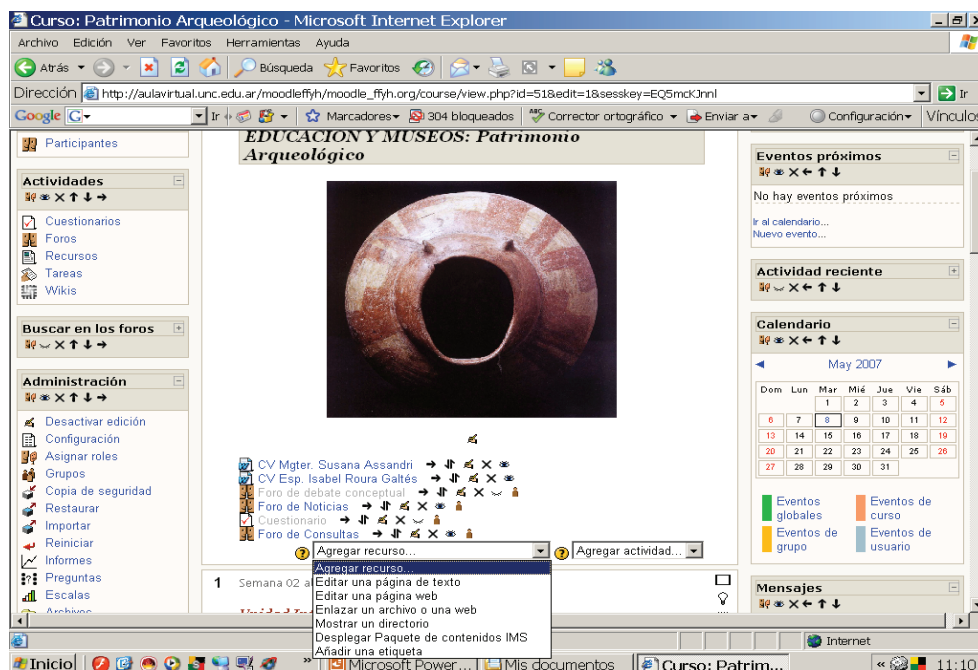 Curso: Patrimonio Arqueológico - Microsoft Internet Explorer
Archivo Edición Ver Favoritos Herramientas Ayuda
Atrás Búsqueda Favoritos
Dirección http://aulavirtual.unc.edu.ar/moodleffyh/moodle_ffyh.org/course/view.php?id=51&edit=1&sesskey=EQ5mcKJnnl Ir
Google G Ir Marcadores 304 bloqueados ABC Corrector ortográfico Enviar a Configuración Vínculos
Participantes
Actividades
Cuestionarios
Foros
Recursos
Tareas
Wikis
Buscar en los foros
Administración
Desactivar edición
Configuración
Asignar roles
Grupos
Copia de seguridad
Restaurar
Importar
Reiniciar
Informes
Preguntas
Escalas
Archivos
EDUCACION Y MUSEOS: Patrimonio
Arqueológico
CV Mgter. Susana Assandri
CV Esp. Isabel Roura Galtés
Foro de debate conceptual
Foro de Noticias
Cuestionario
Foro de Consultas
Agregar recurso... Agregar actividad...
Agregar recurso...
Editar una página de texto
Editar una página web
Enlazar un archivo o una web
Mostrar un directorio
Desplegar Paquete de contenidos IMS
Añadir una etiqueta
1 Semana 02 al
Eventos próximos
No hay eventos próximos
Ir al calendario...
Nuevo evento...
Actividad reciente
Calendario
May 2007
Dom Lun Mar Mié Jue Vie Sáb
1 2 3 4 5
6 7 8 9 10 11 12
13 14 15 16 17 18 19
20 21 22 23 24 25 26
27 28 29 30 31
Eventos globales
Eventos de curso
Eventos de grupo
Eventos de usuario
Mensajes
Internet
Inicio » Microsoft Power... Mis documentos Curso: Patrim... « 11:10